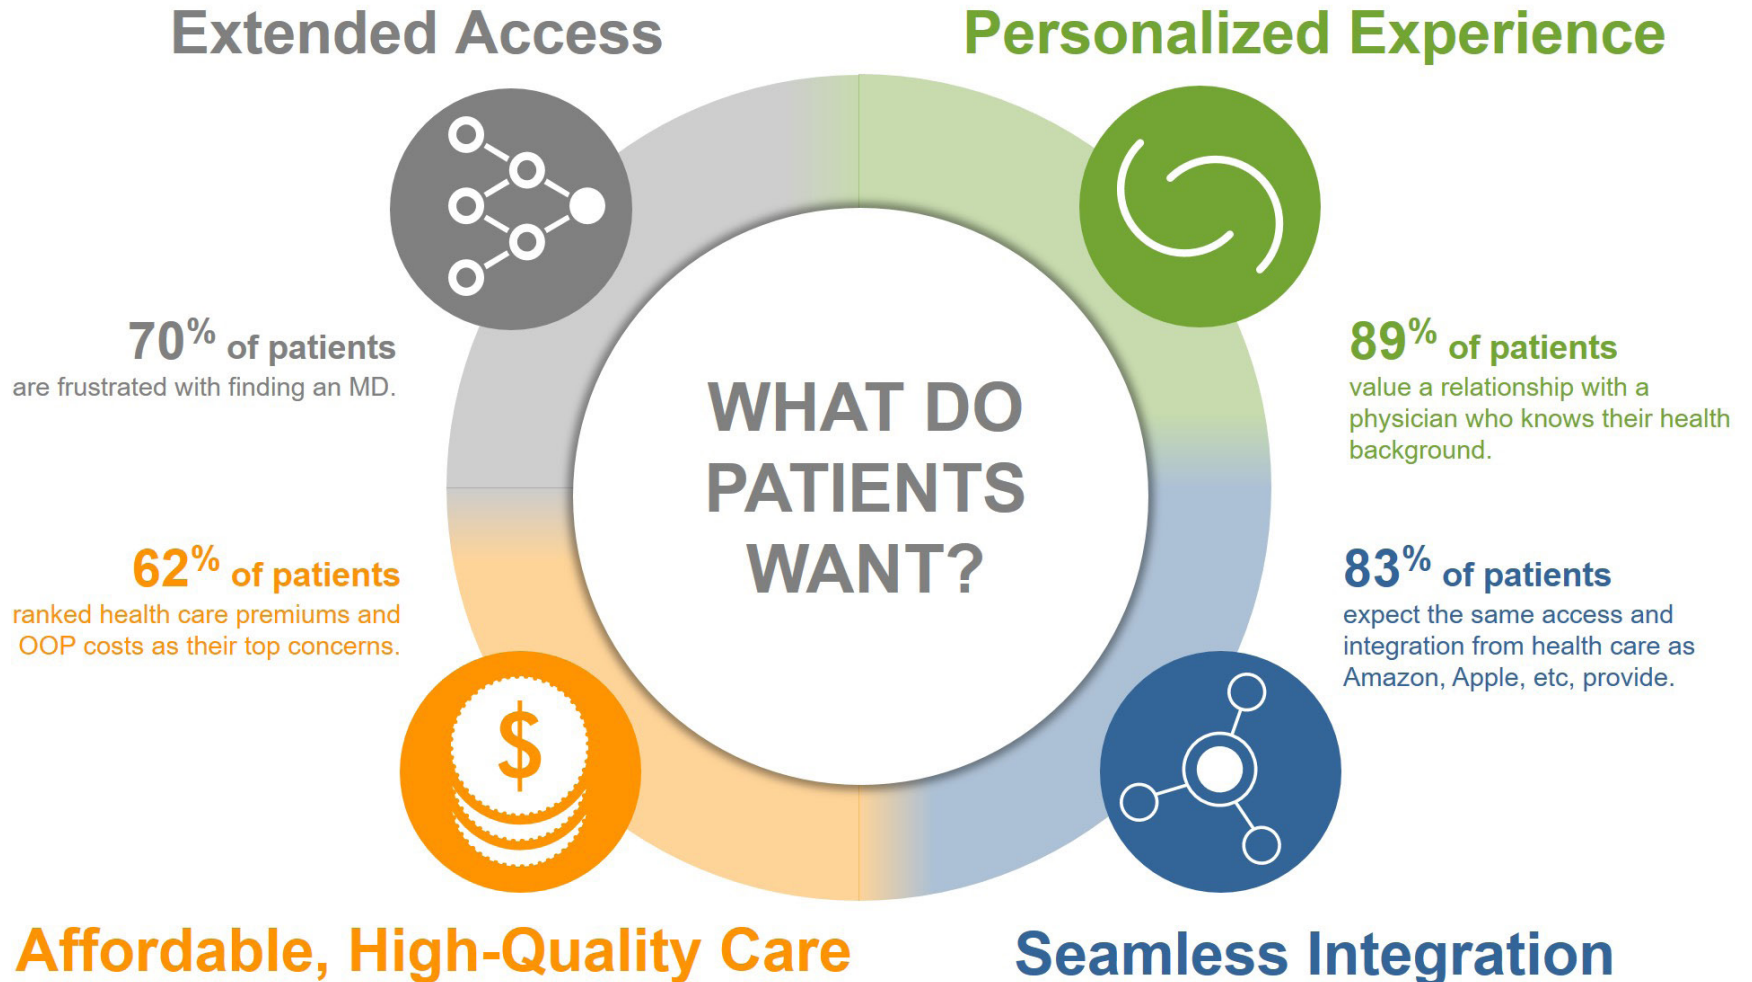 Extended Access
Personalized Experience
70% of patients
are frustrated with finding an MD.
89% of patients
value a relationship with a
physician who knows their health
background.
WHAT DO
PATIENTS
WANT?
62% of patients
ranked health care premiums and
OOP costs as their top concerns.
83% of patients
expect the same access and
integration from health care as
Amazon, Apple, etc, provide.
$
Affordable, High-Quality Care
Seamless Integration